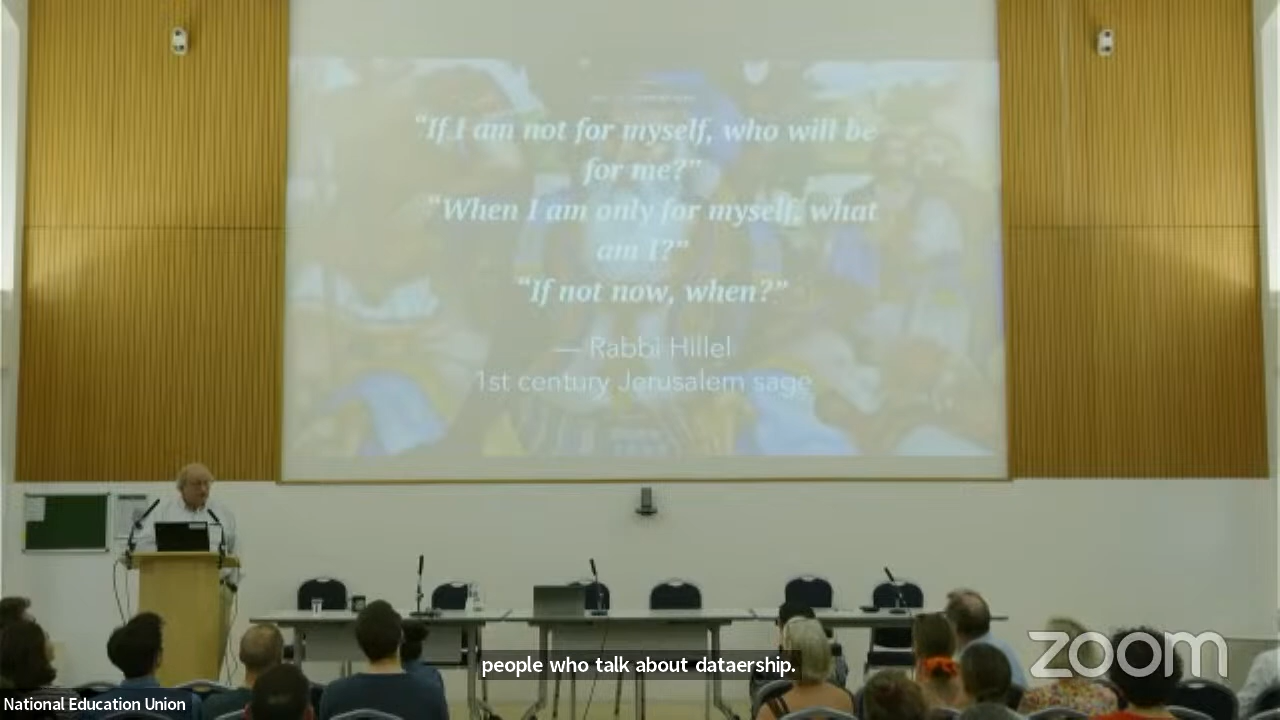 “If I am not for myself, who will be
for me?”
“When I am only for myself, what
am I?”
“If not now, when?”
— Rabbi Hillel
1st century Jerusalem sage
people who talk about dataership.
zoom
National Education Union